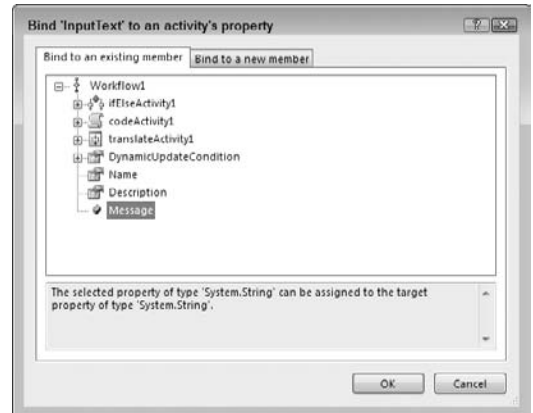 Bind 'InputText' to an activity's property
Bind to an existing member Bind to a new member
Workflow1
ifElseActivity1
codeActivity1
translateActivity1
DynamicUpdateCondition
Name
Description
Message
The selected property of type 'System.String' can be assigned to the target
property of type 'System.String'.
OK Cancel